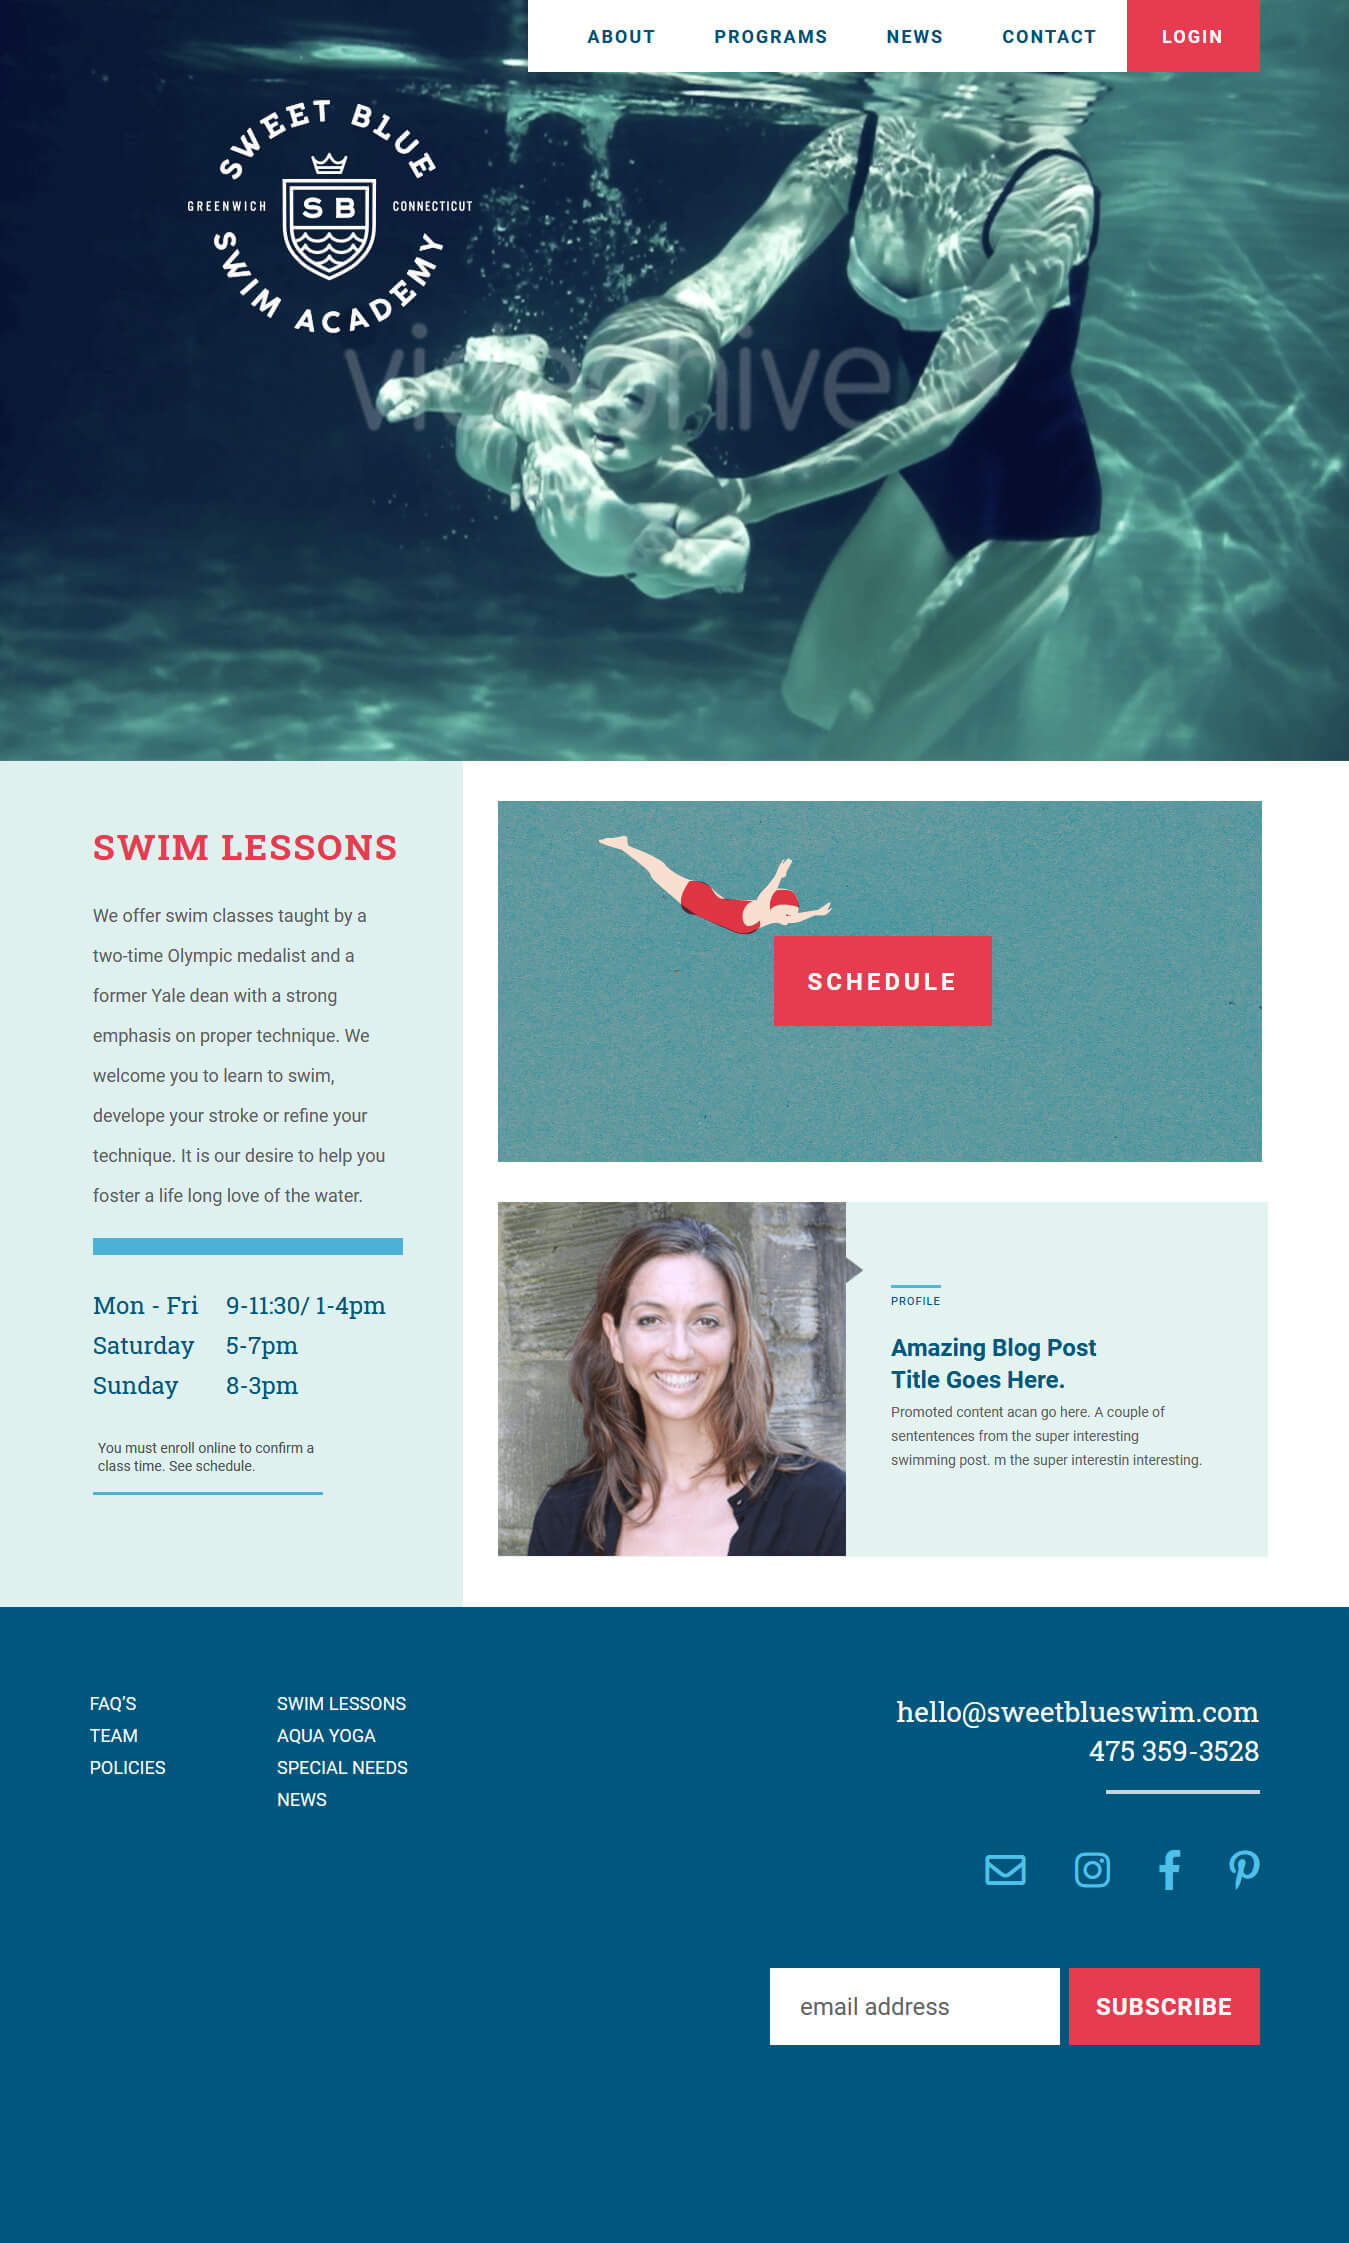 ABOUT PROGRAMS NEWS CONTACT LOGIN
SWEET BLUE
GREENWICH SB CONNECTICUT
SWIM ACADEMY
videohive
SWIM LESSONS
We offer swim classes taught by a
two-time Olympic medalist and a
former Yale dean with a strong
emphasis on proper technique. We
welcome you to learn to swim,
develope your stroke or refine your
technique. It is our desire to help you
foster a life long love of the water.
Mon - Fri 9-11:30/ 1-4pm
Saturday 5-7pm
Sunday 8-3pm
You must enroll online to confirm a
class time. See schedule.
SCHEDULE
PROFILE
Amazing Blog Post
Title Goes Here.
Promoted content acan go here. A couple of
sententences from the super interesting
swimming post. m the super interestin interesting.
FAQ'S
TEAM
POLICIES
SWIM LESSONS
AQUA YOGA
SPECIAL NEEDS
NEWS
hello@sweetblueswim.com
475 359-3528
email address
SUBSCRIBE